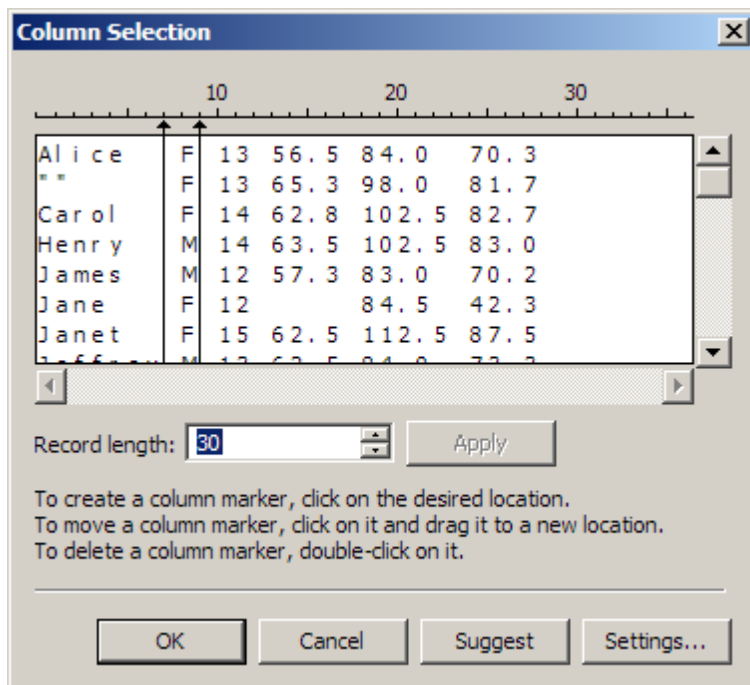 Column Selection
10 20 30
Alice F 13 56.5 84.0 70.3
" " F 13 65.3 98.0 81.7
Carol F 14 62.8 102.5 82.7
Henry M 14 63.5 102.5 83.0
James M 12 57.3 83.0 70.2
Jane F 12 84.5 42.3
Janet F 15 62.5 112.5 87.5
Record length: 30 Apply
To create a column marker, click on the desired location.
To move a column marker, click on it and drag it to a new location.
To delete a column marker, double-click on it.
OK Cancel Suggest Settings...